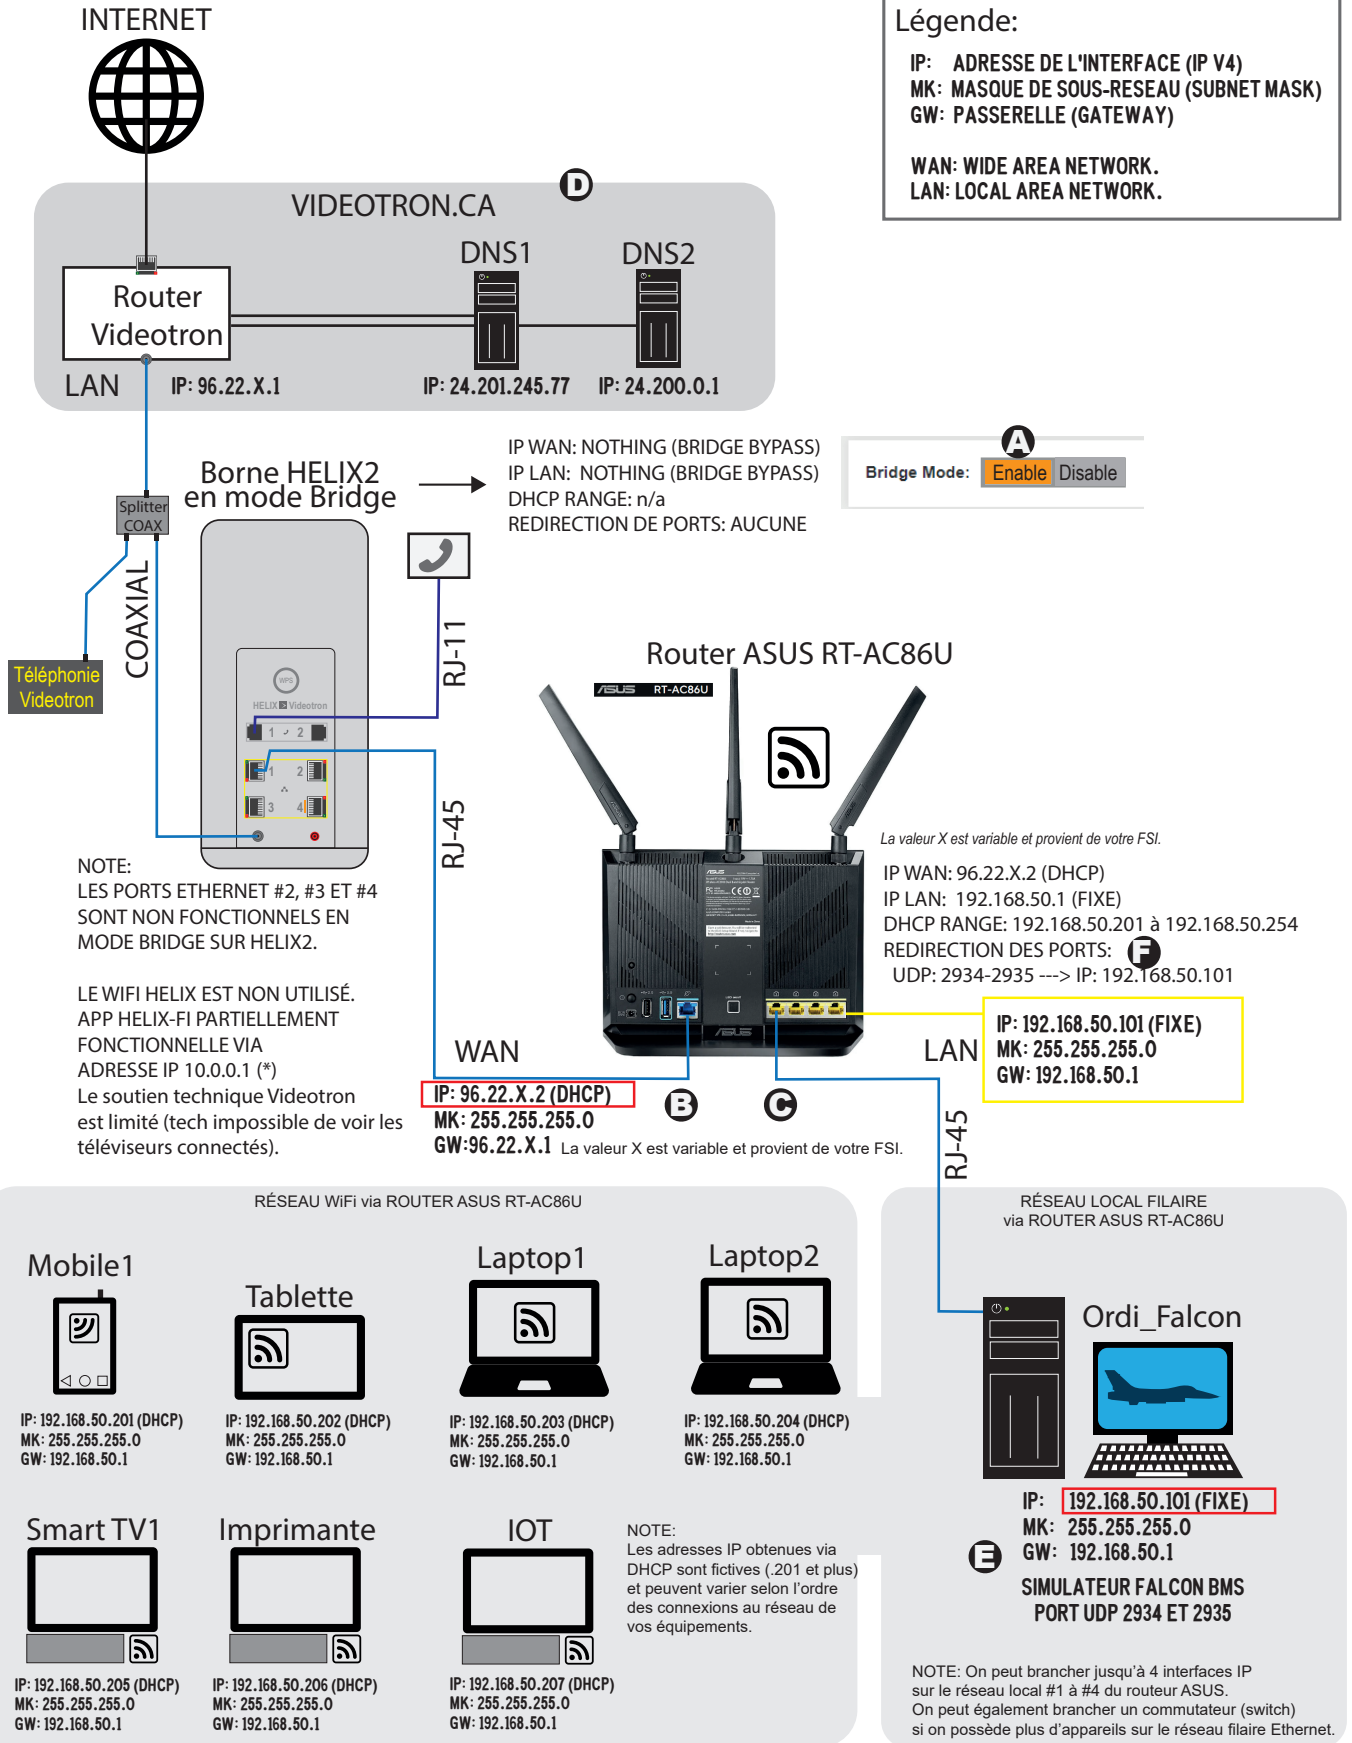 INTERNET
Légende:
IP: ADRESSE DE L'INTERFACE (IP V4)
MK: MASQUE DE SOUS-RESEAU (SUBNET MASK)
GW: PASSERELLE (GATEWAY)
WAN: WIDE AREA NETWORK.
LAN: LOCAL AREA NETWORK.
D
VIDEOTRON.CA
DNS1
DNS2
Router
Videotron
LAN
IP: 96.22.X.1
IP: 24.201.245.77
IP: 24.200.0.1
IP WAN: NOTHING (BRIDGE BYPASS)
IP LAN: NOTHING (BRIDGE BYPASS)
DHCP RANGE: n/a
REDIRECTION DE PORTS: AUCUNE
A
Bridge Mode: Enable Disable
Borne HELIX2
en mode Bridge
Splitter
COAX
COAXIAL
RJ-11
Téléphonie
Videotron
WPS
HELIX Videotron
1 2
1 2
3 4
RJ-45
Router ASUS RT-AC86U
ASUS RT-AC86U
La valeur X est variable et provient de votre FSI.
IP WAN: 96.22.X.2 (DHCP)
IP LAN: 192.168.50.1 (FIXE)
DHCP RANGE: 192.168.50.201 à 192.168.50.254
REDIRECTION DES PORTS: F
UDP: 2934-2935 ---> IP: 192.168.50.101
NOTE:
LES PORTS ETHERNET #2, #3 ET #4
SONT NON FONCTIONNELS EN
MODE BRIDGE SUR HELIX2.
LE WIFI HELIX EST NON UTILISÉ.
APP HELIX-FI PARTIELLEMENT
FONCTIONNELLE VIA
ADRESSE IP 10.0.0.1 (*)
Le soutien technique Videotron
est limité (tech impossible de voir les
téléviseurs connectés).
ASUS
ASUS
WAN
IP: 96.22.X.2 (DHCP)
MK: 255.255.255.0
GW:96.22.X.1 La valeur X est variable et provient de votre FSI.
B
C
LAN
IP: 192.168.50.101 (FIXE)
MK: 255.255.255.0
GW: 192.168.50.1
RJ-45
RÉSEAU WiFi via ROUTER ASUS RT-AC86U
Mobile1
IP: 192.168.50.201 (DHCP)
MK: 255.255.255.0
GW: 192.168.50.1
Tablette
IP: 192.168.50.202 (DHCP)
MK: 255.255.255.0
GW: 192.168.50.1
Laptop1
IP: 192.168.50.203 (DHCP)
MK: 255.255.255.0
GW: 192.168.50.1
Laptop2
IP: 192.168.50.204 (DHCP)
MK: 255.255.255.0
GW: 192.168.50.1
Smart TV1
IP: 192.168.50.205 (DHCP)
MK: 255.255.255.0
GW: 192.168.50.1
Imprimante
IP: 192.168.50.206 (DHCP)
MK: 255.255.255.0
GW: 192.168.50.1
IOT
IP: 192.168.50.207 (DHCP)
MK: 255.255.255.0
GW: 192.168.50.1
NOTE:
Les adresses IP obtenues via
DHCP sont fictives (.201 et plus)
et peuvent varier selon l'ordre
des connexions au réseau de
vos équipements.
RÉSEAU LOCAL FILAIRE
via ROUTER ASUS RT-AC86U
Ordi_Falcon
IP: 192.168.50.101 (FIXE)
MK: 255.255.255.0
GW: 192.168.50.1
E
SIMULATEUR FALCON BMS
PORT UDP 2934 ET 2935
NOTE: On peut brancher jusqu'à 4 interfaces IP
sur le réseau local #1 à #4 du routeur ASUS.
On peut également brancher un commutateur (switch)
si on possède plus d'appareils sur le réseau filaire Ethernet.